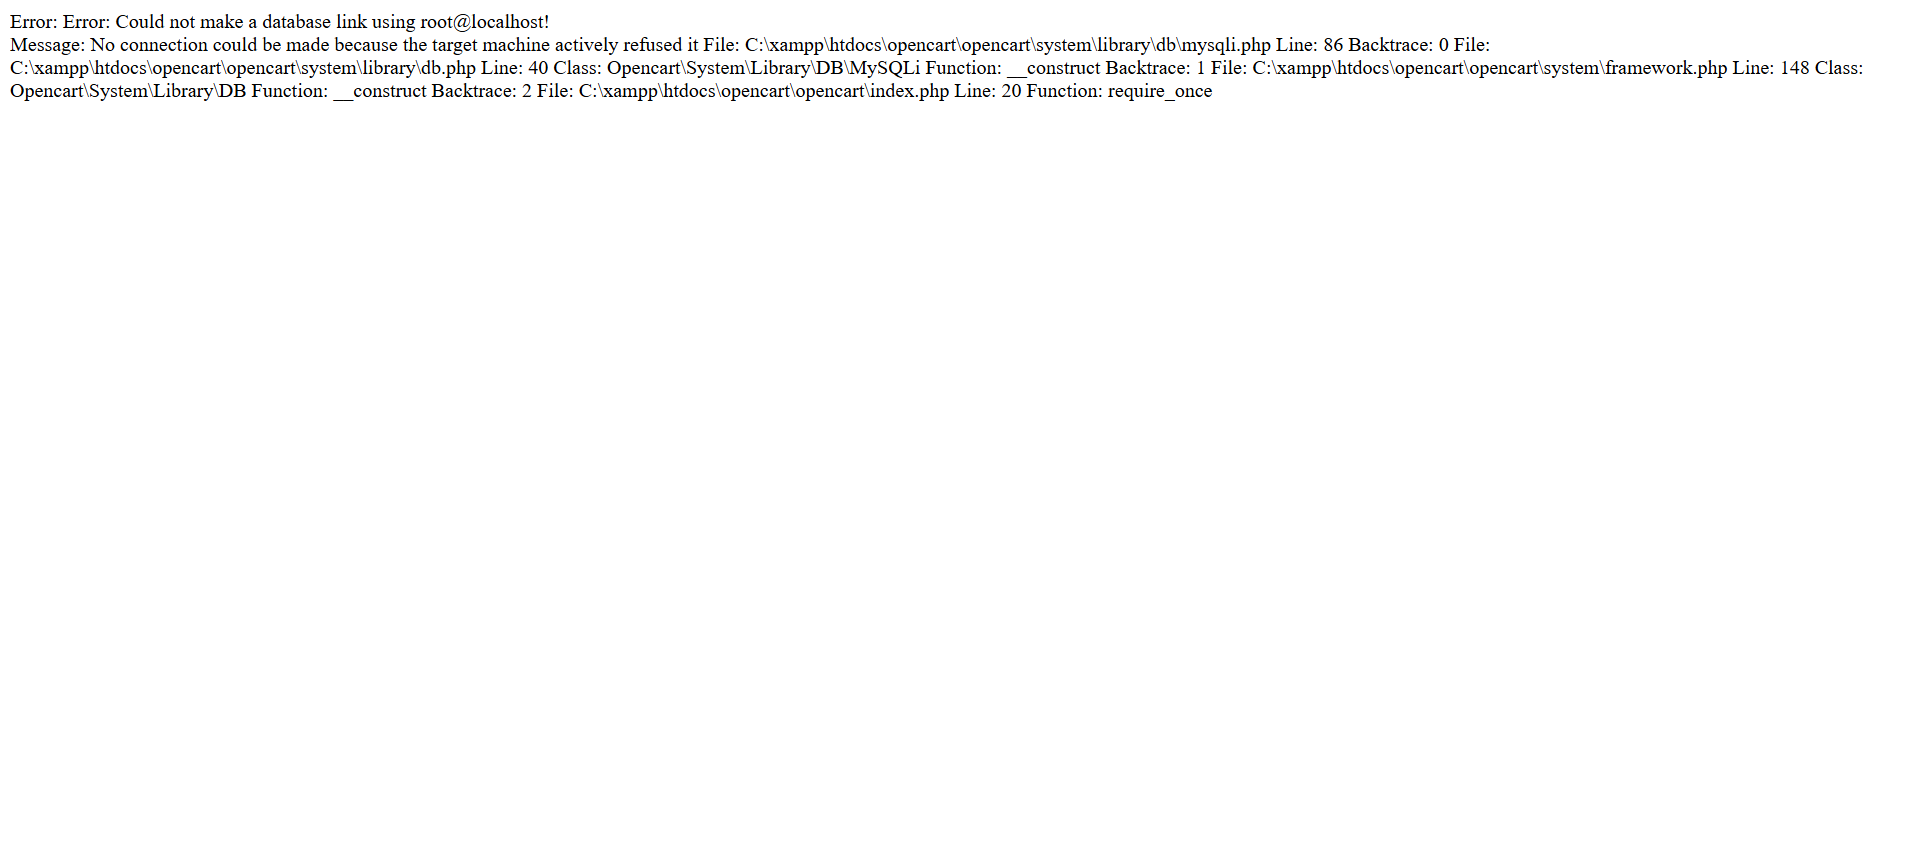 Error: Error: Could not make a database link using root@localhost!
Message: No connection could be made because the target machine actively refused it File: C:\xampp\htdocs\opencart\opencart\system\library\db\mysqli.php Line: 86 Backtrace: 0 File:
C:\xampp\htdocs\opencart\opencart\system\library\db.php Line: 40 Class: Opencart\System\Library\DB\MySQLi Function: __construct Backtrace: 1 File: C:\xampp\htdocs\opencart\opencart\system\framework.php Line: 148 Class:
Opencart\System\Library\DB Function: __construct Backtrace: 2 File: C:\xampp\htdocs\opencart\opencart\index.php Line: 20 Function: require_once